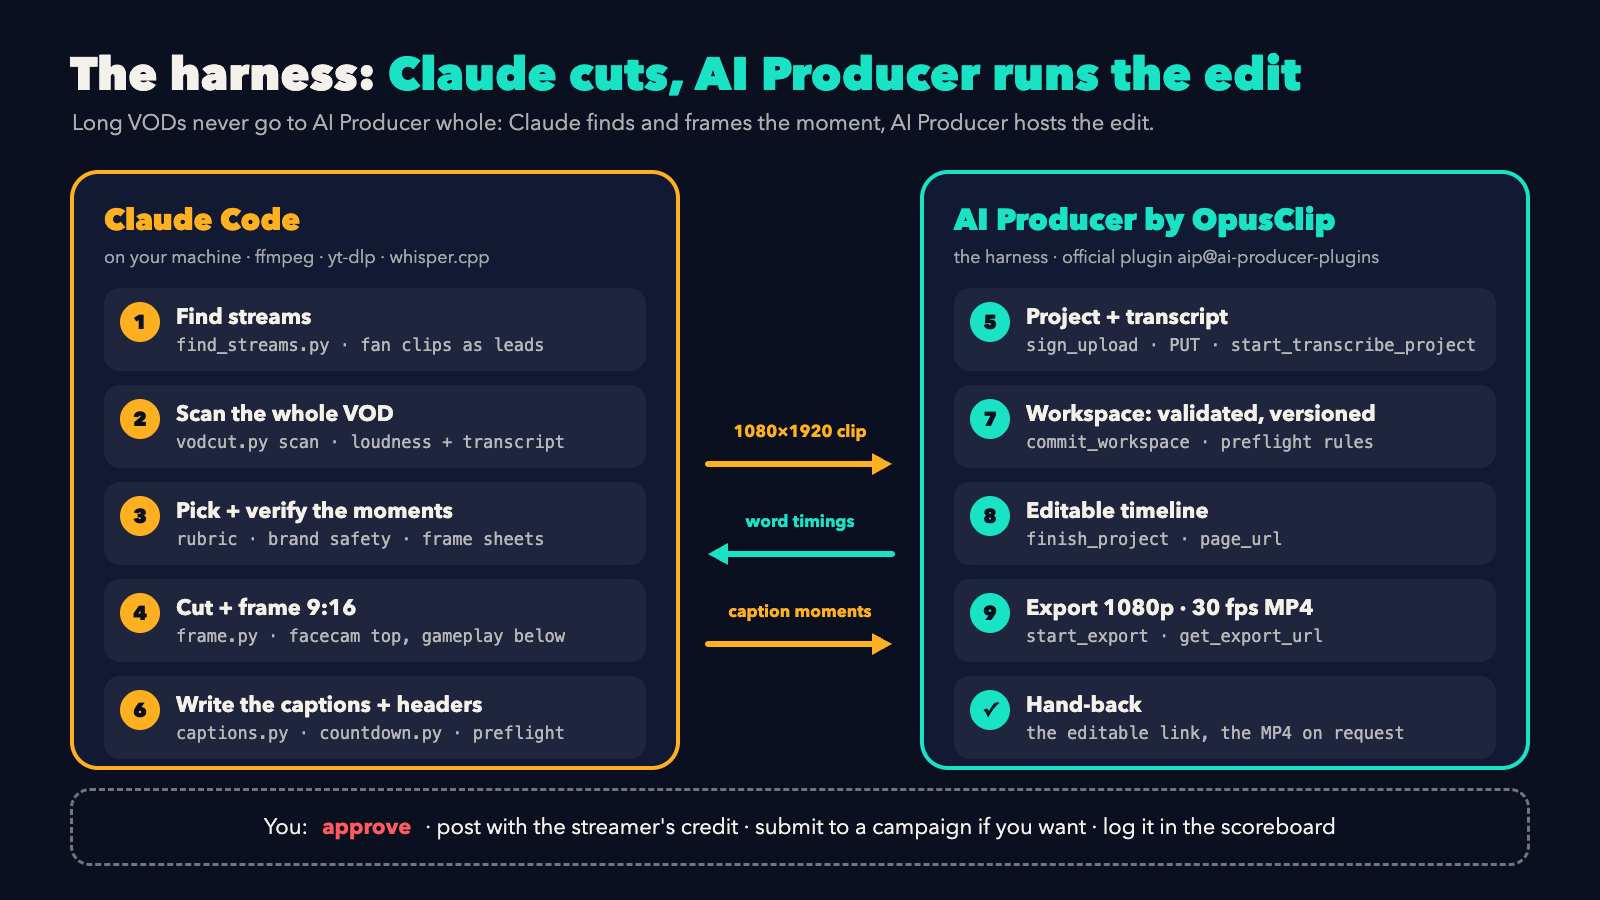 The harness: Claude cuts, AI Producer runs the edit
Long VODs never go to AI Producer whole: Claude finds and frames the moment, AI Producer hosts the edit.
Claude Code
on your machine · ffmpeg · yt-dlp · whisper.cpp
1
Find streams
find_streams.py · fan clips as leads
2
Scan the whole VOD
vodcut.py scan · loudness + transcript
3
Pick + verify the moments
rubric · brand safety · frame sheets
4
Cut + frame 9:16
frame.py · facecam top, gameplay below
6
Write the captions + headers
captions.py · countdown.py · preflight
1080×1920 clip
word timings
caption moments
AI Producer by OpusClip
the harness · official plugin aip@ai-producer-plugins
5
Project + transcript
sign_upload · PUT · start_transcribe_project
7
Workspace: validated, versioned
commit_workspace · preflight rules
8
Editable timeline
finish_project · page_url
9
Export 1080p · 30 fps MP4
start_export · get_export_url
✓
Hand-back
the editable link, the MP4 on request
You: approve · post with the streamer's credit · submit to a campaign if you want · log it in the scoreboard